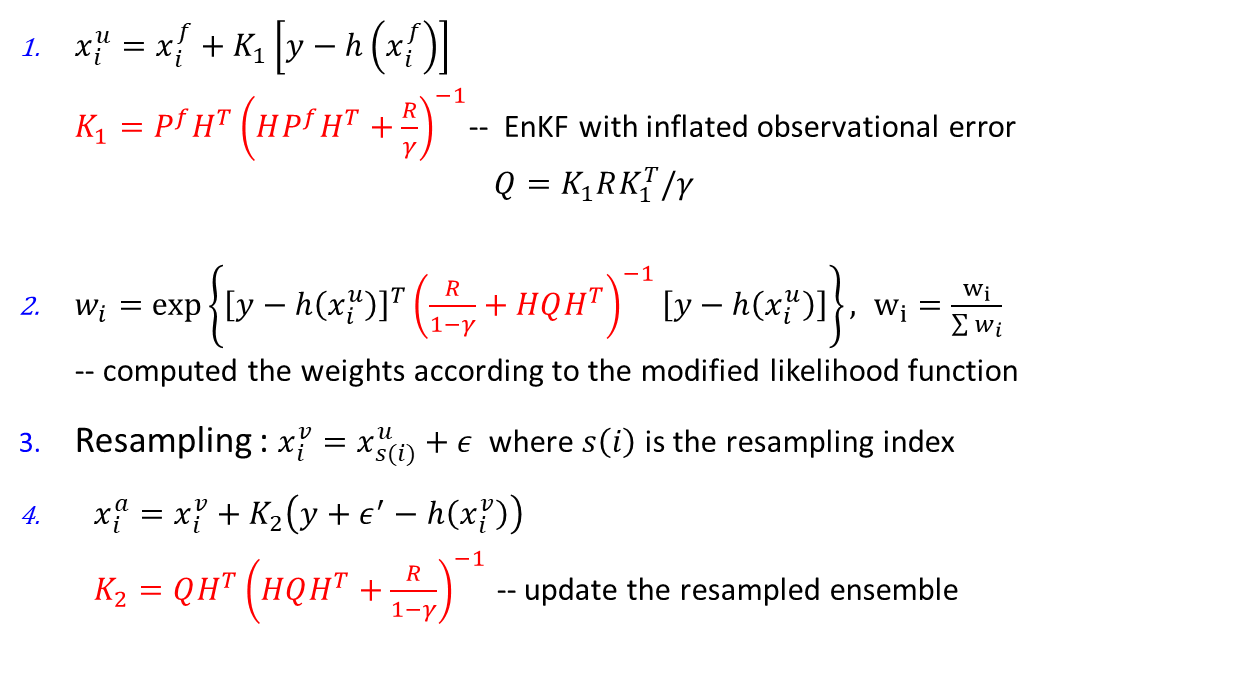 1. x_i^u = x_i^f + K_1 [y − h(x_i^f)]
K_1 = P^f H^T (HP^f H^T + R/γ)^{−1} -- EnKF with inflated observational error
Q = K_1 R K_1^T /γ
2. w_i = exp{[y − h(x_i^u)]^T (R/(1−γ) + HQH^T)^{−1} [y − h(x_i^u)]}, w_i = w_i/∑ w_i
-- computed the weights according to the modified likelihood function
3. Resampling : x_i^v = x_{s(i)}^u + ϵ where s(i) is the resampling index
4. x_i^a = x_i^v + K_2(y + ϵ′ − h(x_i^v))
K_2 = QH^T (HQH^T + R/(1−γ))^{−1} -- update the resampled ensemble